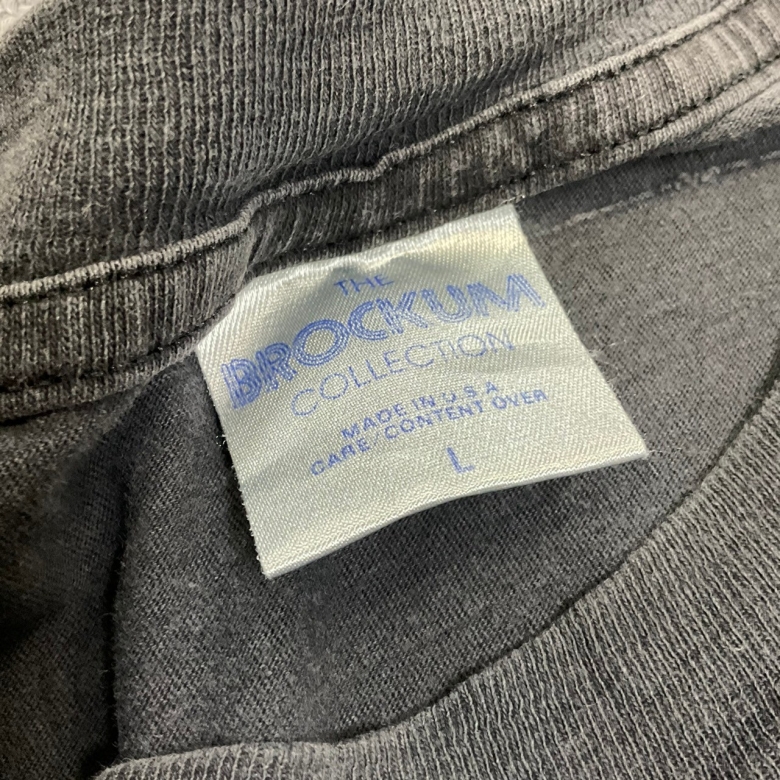 THE
BROCKUM
COLLECTION
MADE IN U.S.A
CARE/CONTENT OVER
L